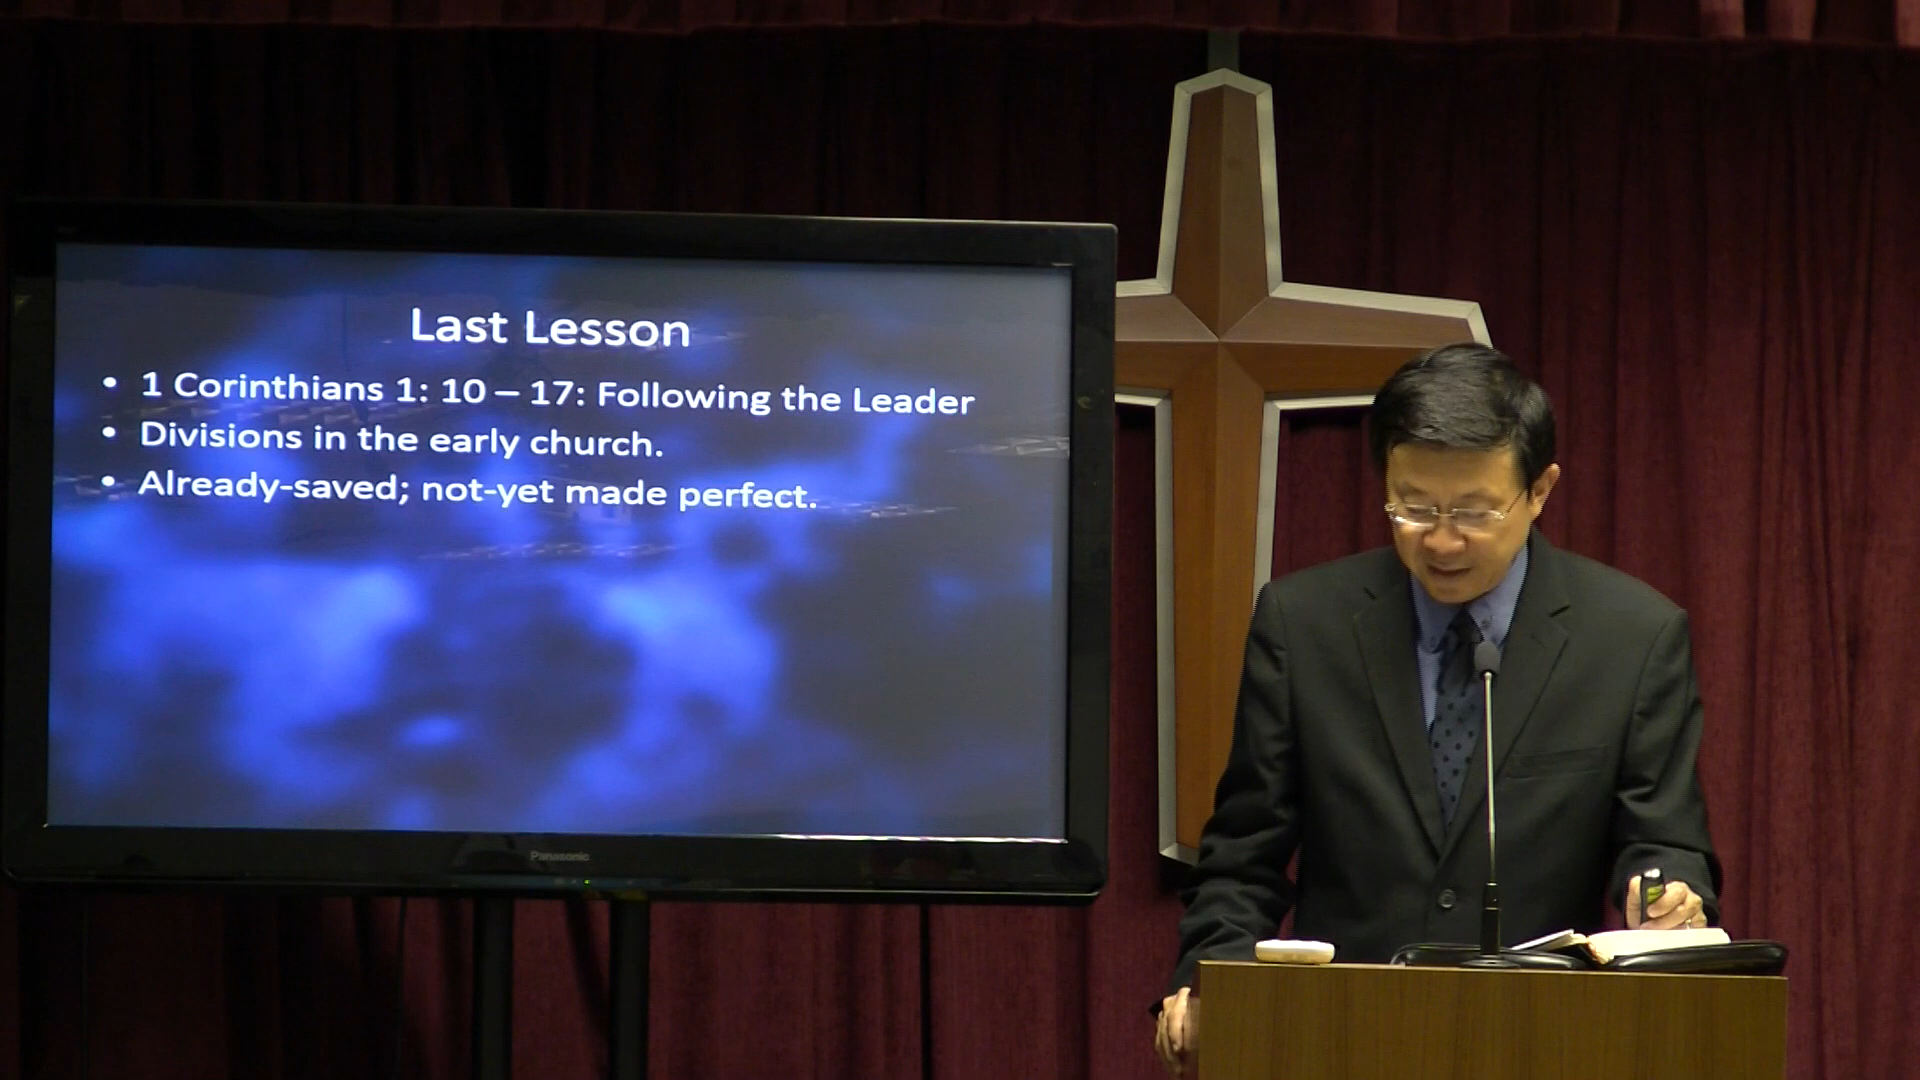 Last Lesson
• 1 Corinthians 1: 10 – 17: Following the Leader
• Divisions in the early church.
• Already-saved; not-yet made perfect.
Panasonic